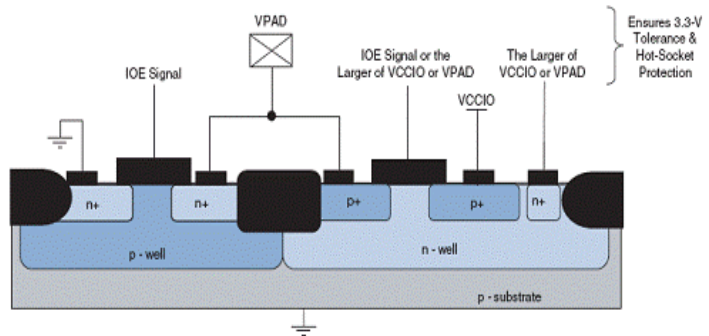 VPAD
Ensures 3.3-V
Tolerance &
Hot-Socket
Protection
IOE Signal
IOE Signal or the
Larger of VCCIO or VPAD
The Larger of
VCCIO or VPAD
VCCIO
n+
n+
p+
p+
n+
p - well
n - well
p - substrate